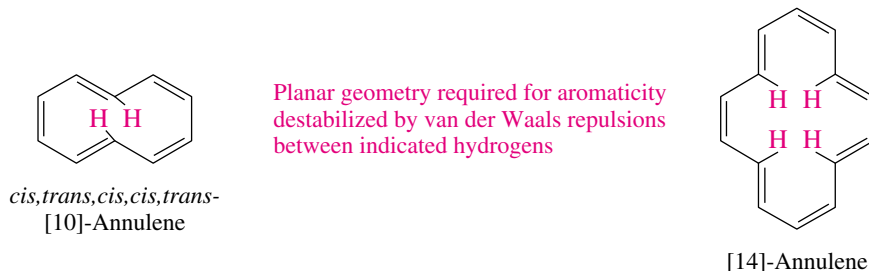 H H
cis,trans,cis,cis,trans-
[10]-Annulene
Planar geometry required for aromaticity
destabilized by van der Waals repulsions
between indicated hydrogens
H H
H H
[14]-Annulene